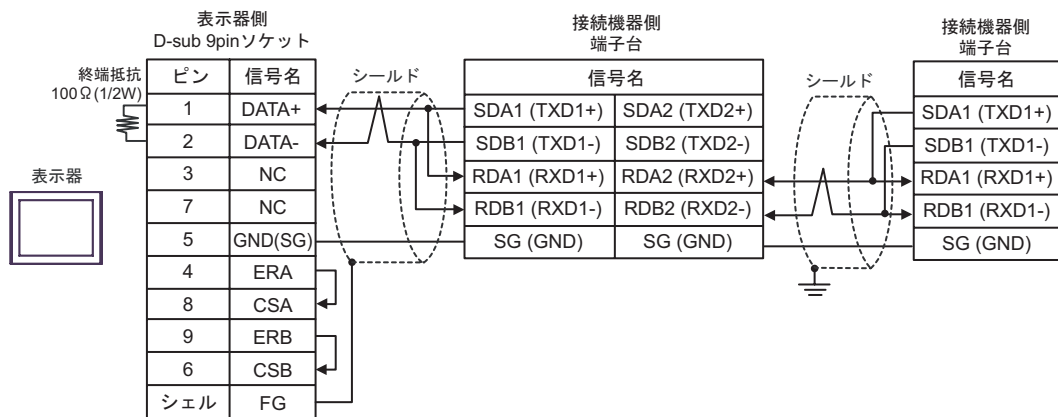 表示器側
D-sub 9pinソケット
接続機器側
端子台
接続機器側
端子台
終端抵抗
100Ω(1/2W)
ピン 信号名
1 DATA+
2 DATA-
3 NC
7 NC
5 GND(SG)
4 ERA
8 CSA
9 ERB
6 CSB
シェル FG
表示器
シールド
信号名
SDA1 (TXD1+) SDA2 (TXD2+)
SDB1 (TXD1-) SDB2 (TXD2-)
RDA1 (RXD1+) RDA2 (RXD2+)
RDB1 (RXD1-) RDB2 (RXD2-)
SG (GND) SG (GND)
シールド
信号名
SDA1 (TXD1+)
SDB1 (TXD1-)
RDA1 (RXD1+)
RDB1 (RXD1-)
SG (GND)